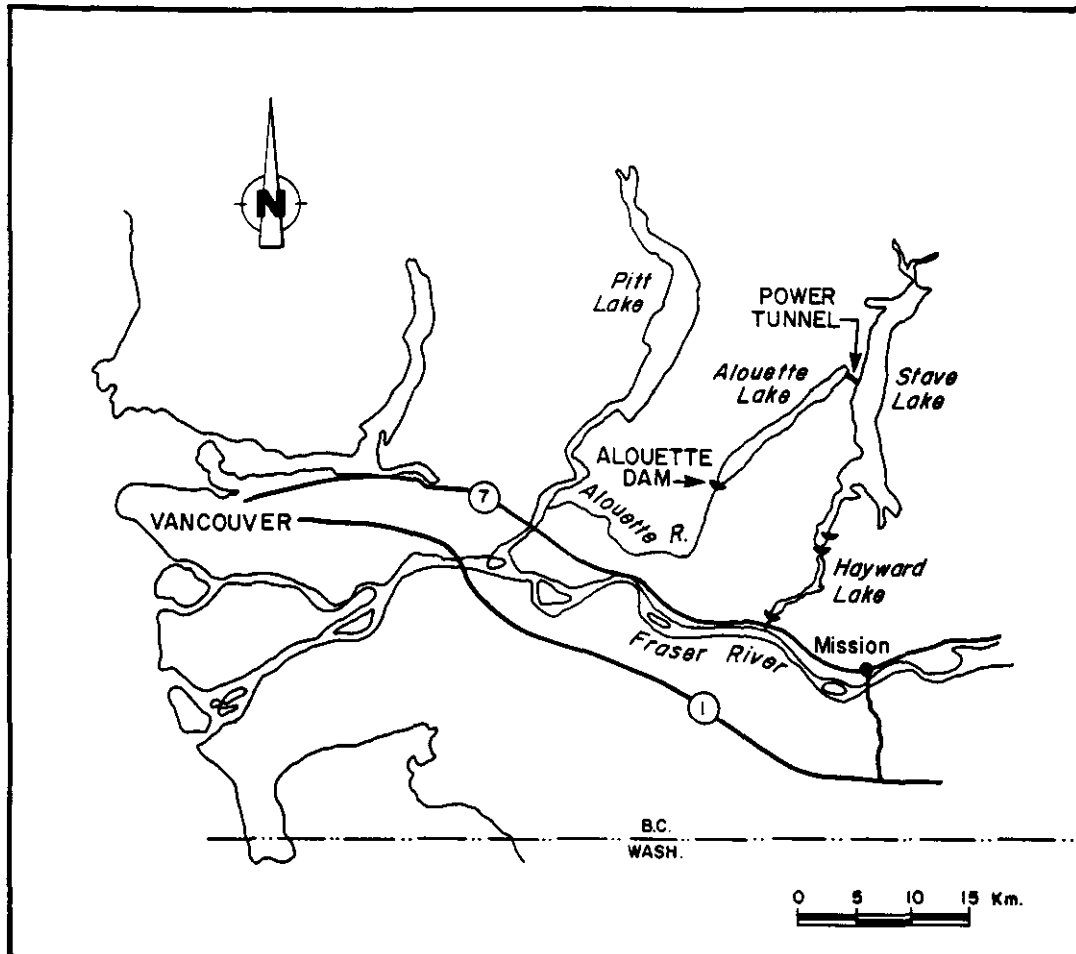 N
Pitt
Lake
POWER
TUNNEL
Alouette
Lake
Stave
Lake
ALOUETTE
DAM
7
Alouette R.
VANCOUVER
Hayward
Lake
Mission
Fraser River
1
B.C.
WASH.
0 5 10 15 Km.